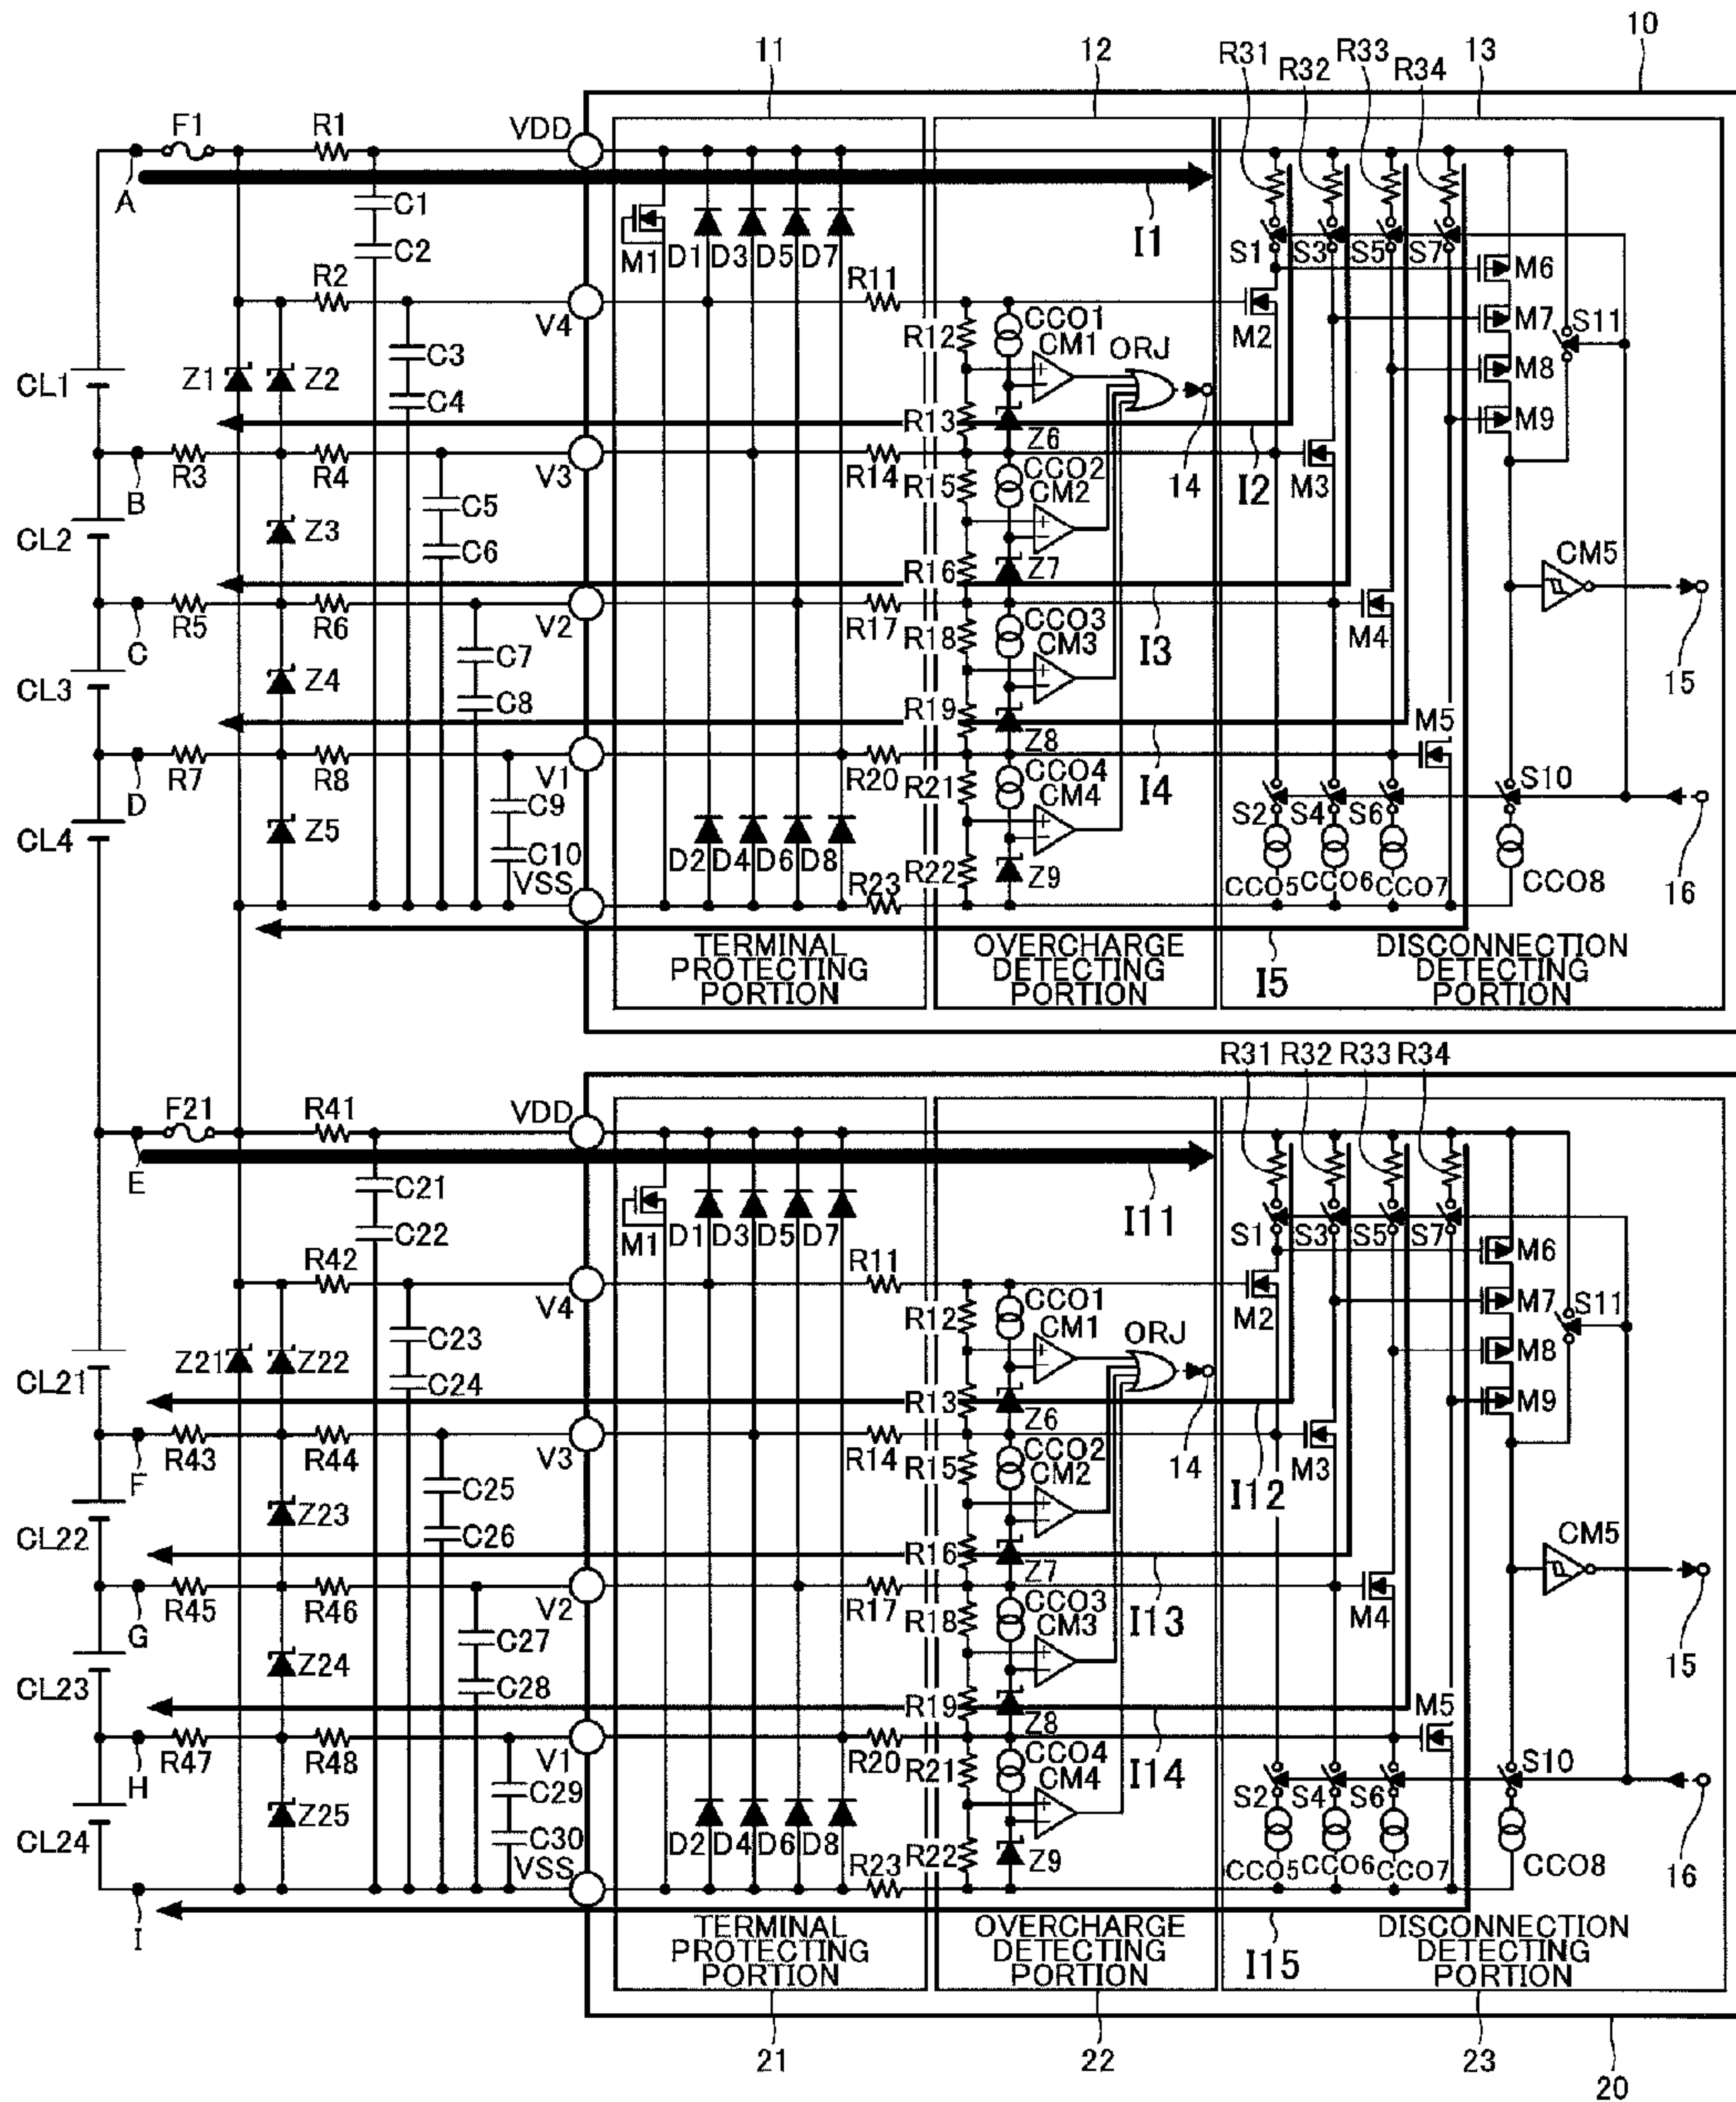 10
11
12
13
R31
R32
R33
R34
F1
R1
VDD
A
C1
C2
M1
D1
D3
D5
D7
I1
S1
S3
S5
S7
M6
R2
V4
R11
R12
CCO1
CM1
ORJ
M2
M7
S11
CL1
Z1
Z2
C3
C4
R13
Z6
14
M8
M9
B
R3
R4
V3
R14
CCO2
I2
M3
C5
C6
R15
CM2
CL2
Z3
R16
Z7
CM5
C
R5
R6
V2
R17
CCO3
I3
M4
15
C7
C8
R18
CM3
CL3
Z4
R19
Z8
M5
D
R7
R8
V1
R20
CCO4
I4
C9
C10
R21
CM4
S2
S4
S6
S10
CL4
Z5
VSS
D2
D4
D6
D8
R22
R23
Z9
CCO5
CCO6
CCO7
CCO8
16
TERMINAL
PROTECTING
PORTION
OVERCHARGE
DETECTING
PORTION
DISCONNECTION
DETECTING
PORTION
I5
R31
R32
R33
R34
F21
R41
VDD
E
C21
C22
M1
D1
D3
D5
D7
I11
S1
S3
S5
S7
M6
R42
V4
R11
R12
CCO1
CM1
ORJ
M2
M7
S11
CL21
Z21
Z22
C23
C24
R13
Z6
14
M8
M9
F
R43
R44
V3
R14
CCO2
I12
M3
C25
C26
R15
CM2
CL22
Z23
R16
Z7
CM5
G
R45
R46
V2
R17
CCO3
I13
M4
15
C27
C28
R18
CM3
CL23
Z24
R19
Z8
M5
H
R47
R48
V1
R20
CCO4
I14
C29
C30
R21
CM4
S2
S4
S6
S10
CL24
Z25
VSS
D2
D4
D6
D8
R22
R23
Z9
CCO5
CCO6
CCO7
CCO8
16
I
TERMINAL
PROTECTING
PORTION
OVERCHARGE
DETECTING
PORTION
DISCONNECTION
DETECTING
PORTION
I15
21
22
23
20